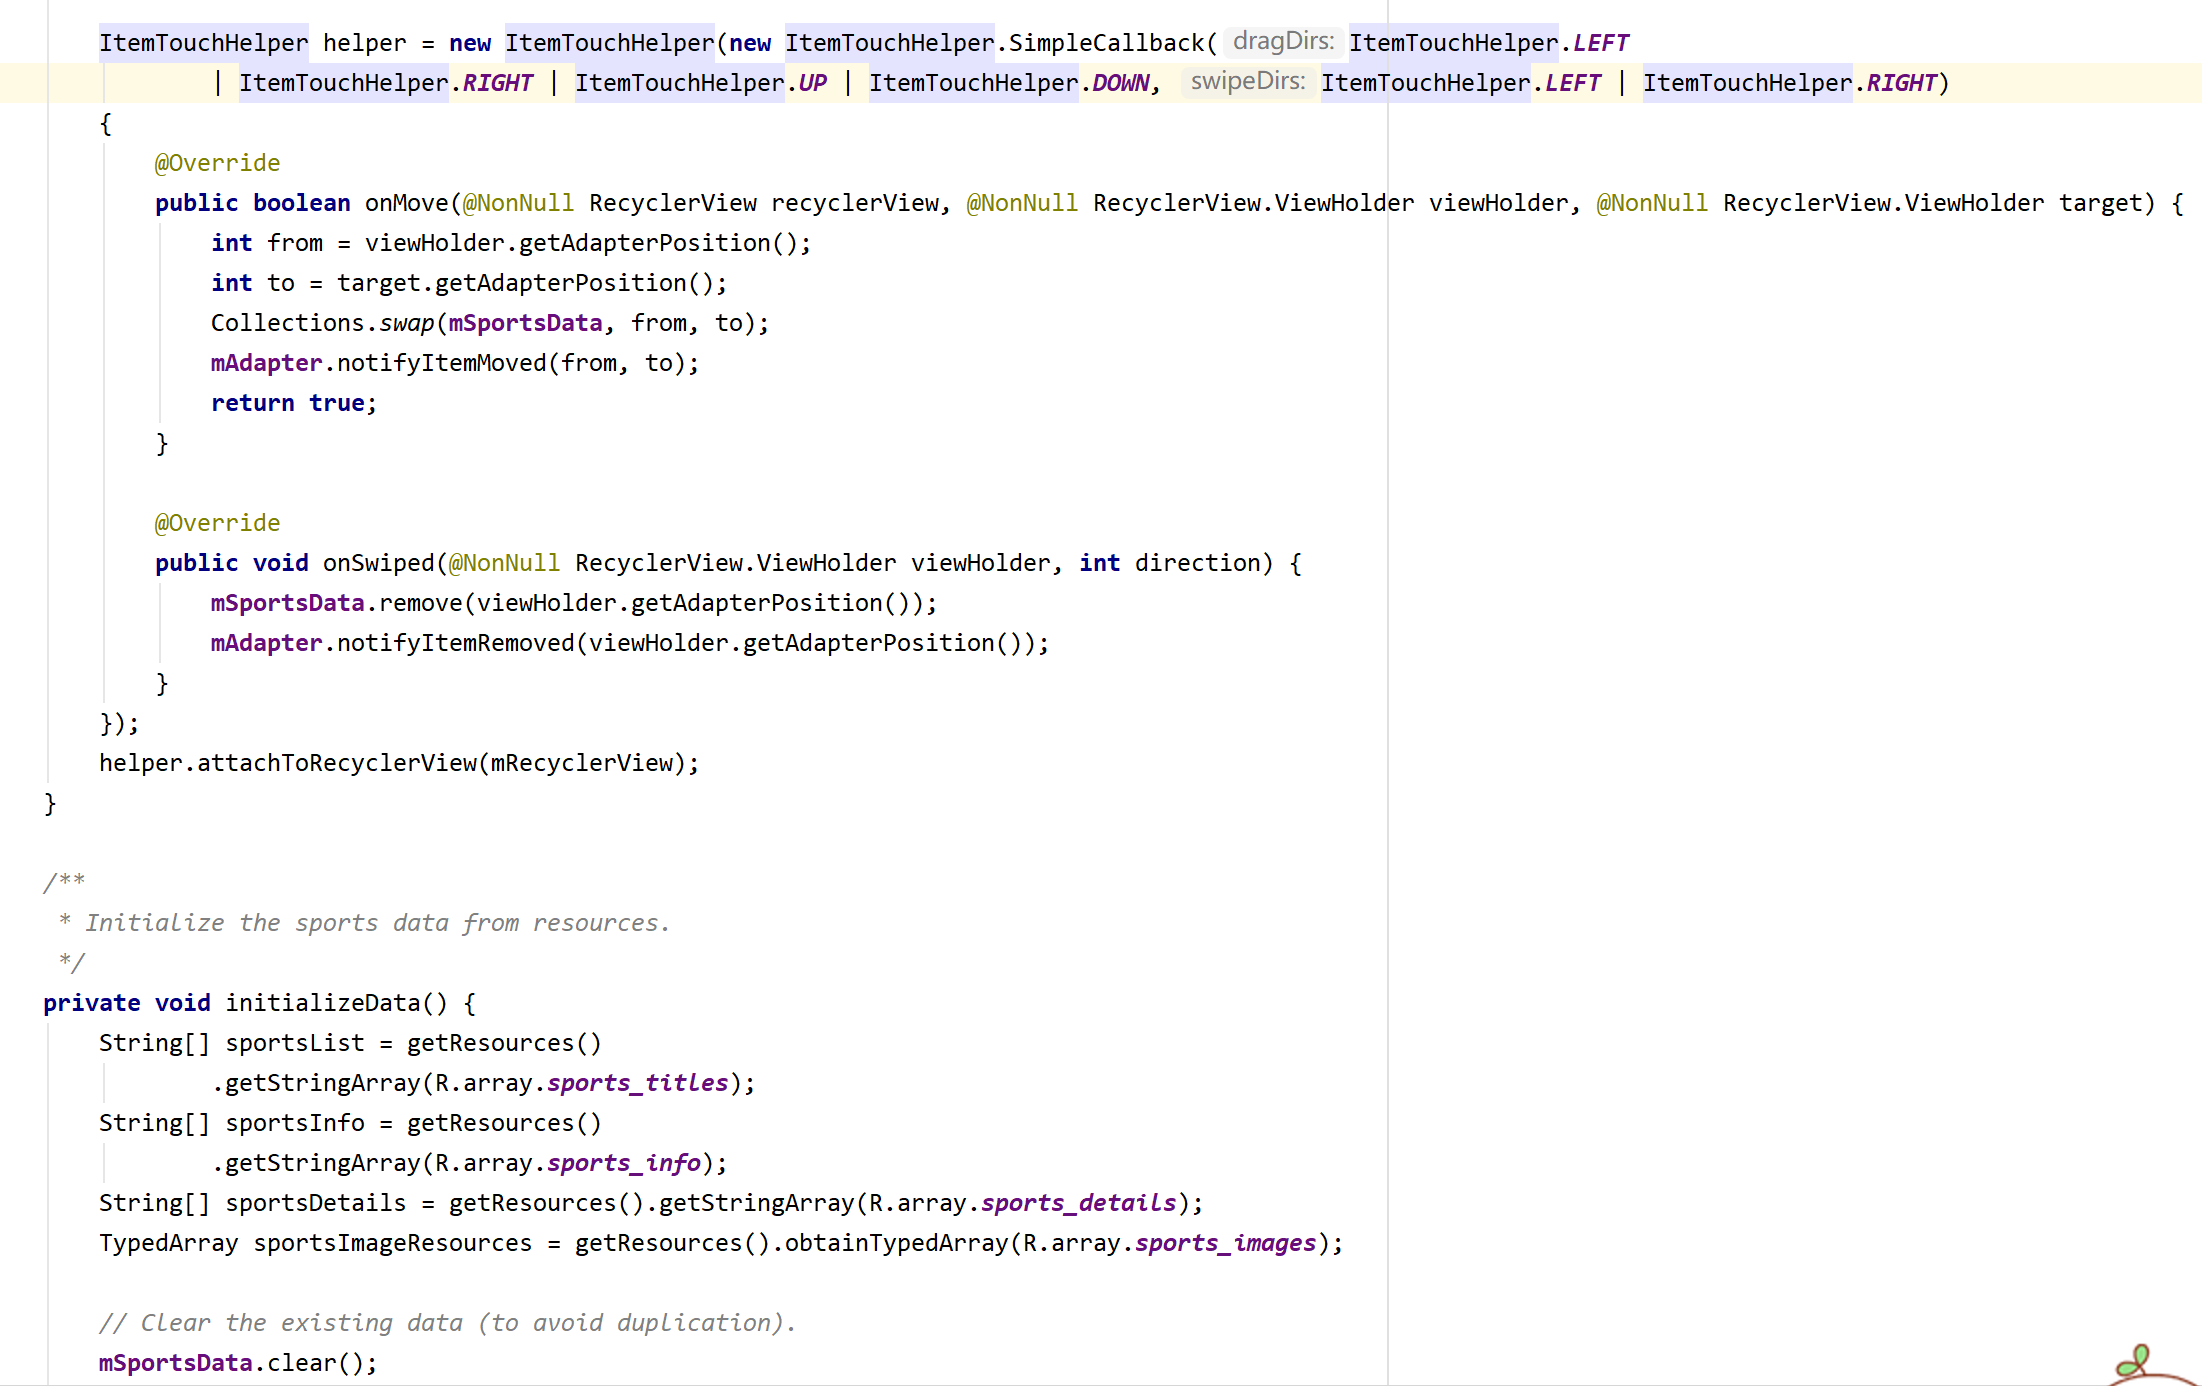 ItemTouchHelper helper = new ItemTouchHelper(new ItemTouchHelper.SimpleCallback( dragDirs: ItemTouchHelper.LEFT
| ItemTouchHelper.RIGHT | ItemTouchHelper.UP | ItemTouchHelper.DOWN, swipeDirs: ItemTouchHelper.LEFT | ItemTouchHelper.RIGHT)
{
@Override
public boolean onMove(@NonNull RecyclerView recyclerView, @NonNull RecyclerView.ViewHolder viewHolder, @NonNull RecyclerView.ViewHolder target) {
int from = viewHolder.getAdapterPosition();
int to = target.getAdapterPosition();
Collections.swap(mSportsData, from, to);
mAdapter.notifyItemMoved(from, to);
return true;
}
@Override
public void onSwiped(@NonNull RecyclerView.ViewHolder viewHolder, int direction) {
mSportsData.remove(viewHolder.getAdapterPosition());
mAdapter.notifyItemRemoved(viewHolder.getAdapterPosition());
}
});
helper.attachToRecyclerView(mRecyclerView);
}
/**
* Initialize the sports data from resources.
*/
private void initializeData() {
String[] sportsList = getResources()
.getStringArray(R.array.sports_titles);
String[] sportsInfo = getResources()
.getStringArray(R.array.sports_info);
String[] sportsDetails = getResources().getStringArray(R.array.sports_details);
TypedArray sportsImageResources = getResources().obtainTypedArray(R.array.sports_images);
// Clear the existing data (to avoid duplication).
mSportsData.clear();